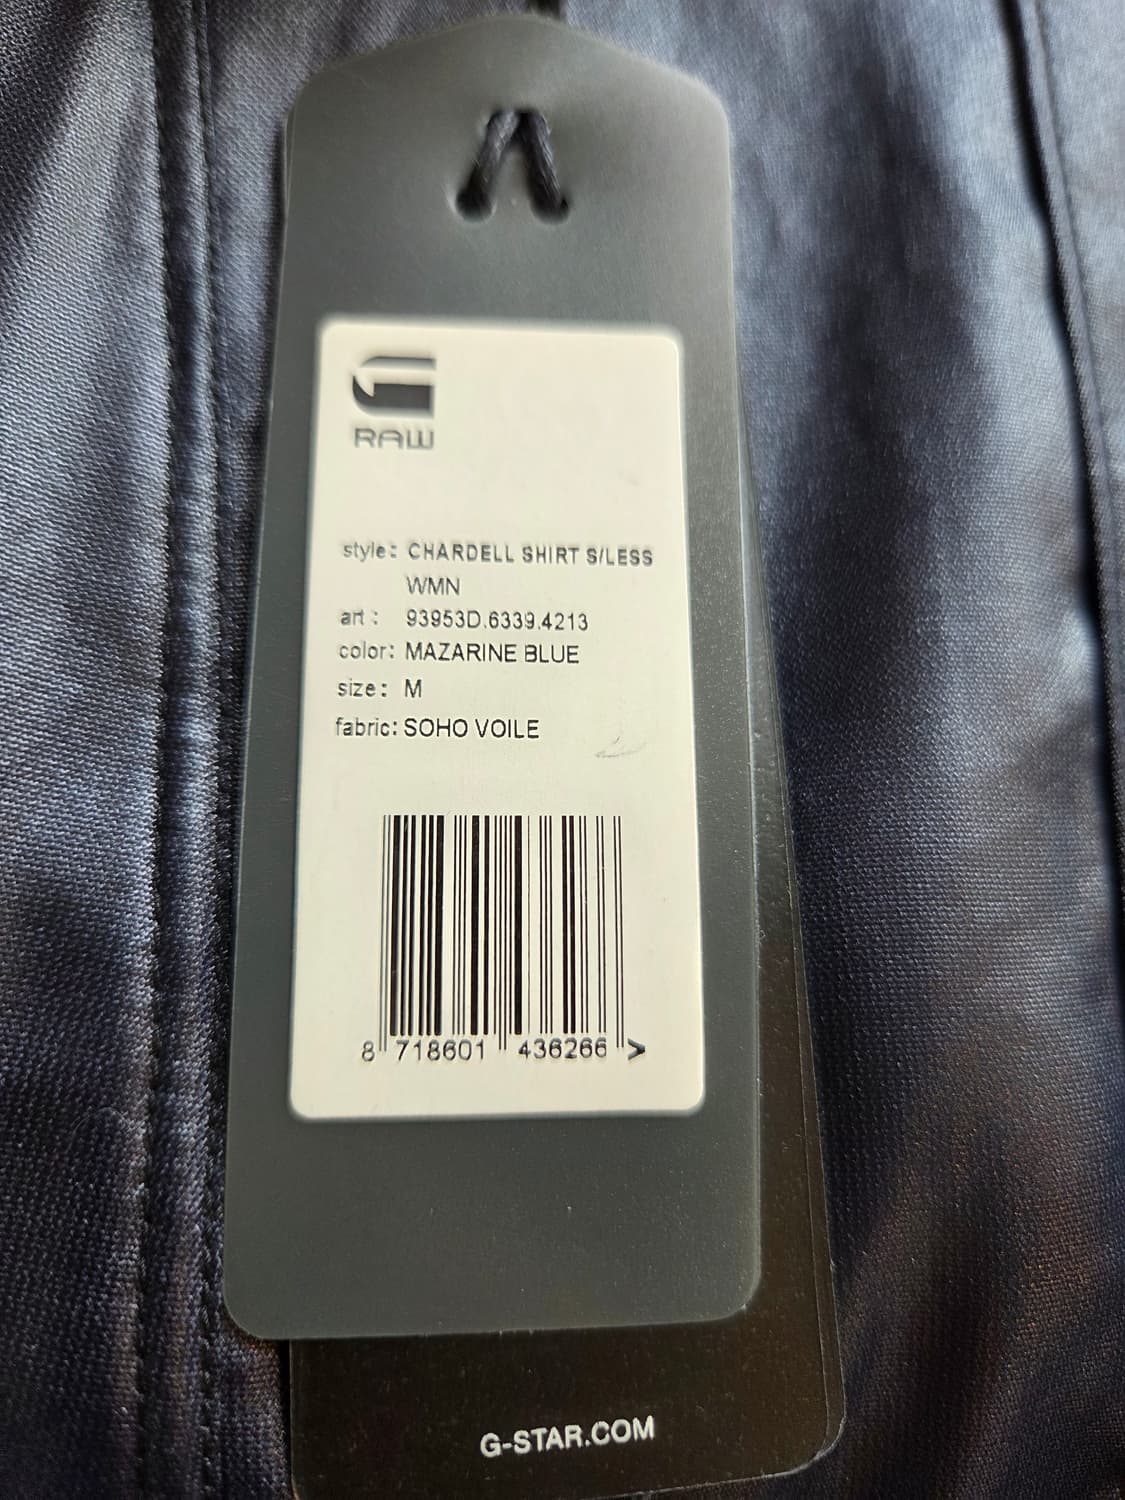 RAW
style: CHARDELL SHIRT S/LESS
WMN
art : 93953D.6339.4213
color: MAZARINE BLUE
size: M
fabric: SOHO VOILE
8 718601 436266 >
G-STAR.COM